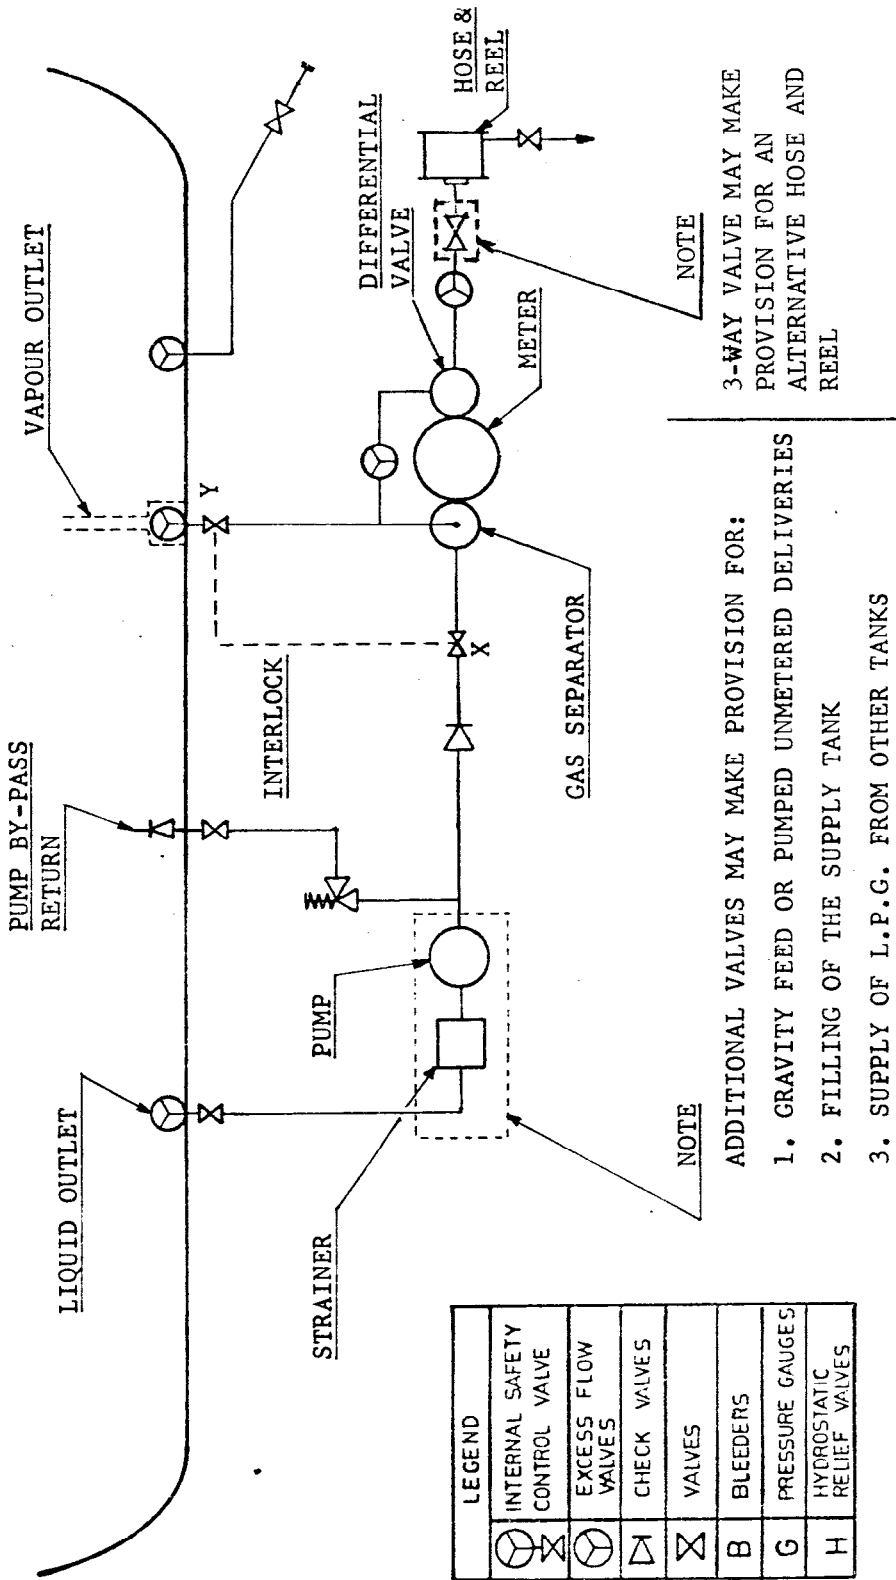 LIQUID OUTLET
PUMP BY-PASS
RETURN
VAPOUR OUTLET
Y
INTERLOCK
X
STRAINER
PUMP
GAS SEPARATOR
METER
DIFFERENTIAL
VALVE
HOSE &
REEL
NOTE
3-WAY VALVE MAY MAKE
PROVISION FOR AN
ALTERNATIVE HOSE AND
REEL
NOTE
ADDITIONAL VALVES MAY MAKE PROVISION FOR:
1. GRAVITY FEED OR PUMPED UNMETERED DELIVERIES
2. FILLING OF THE SUPPLY TANK
3. SUPPLY OF L.P.G. FROM OTHER TANKS
LEGEND
INTERNAL SAFETY
CONTROL VALVE
EXCESS FLOW
VALVES
CHECK VALVES
VALVES
B BLEEDERS
G PRESSURE GAUGES
H HYDROSTATIC
RELIEF VALVES